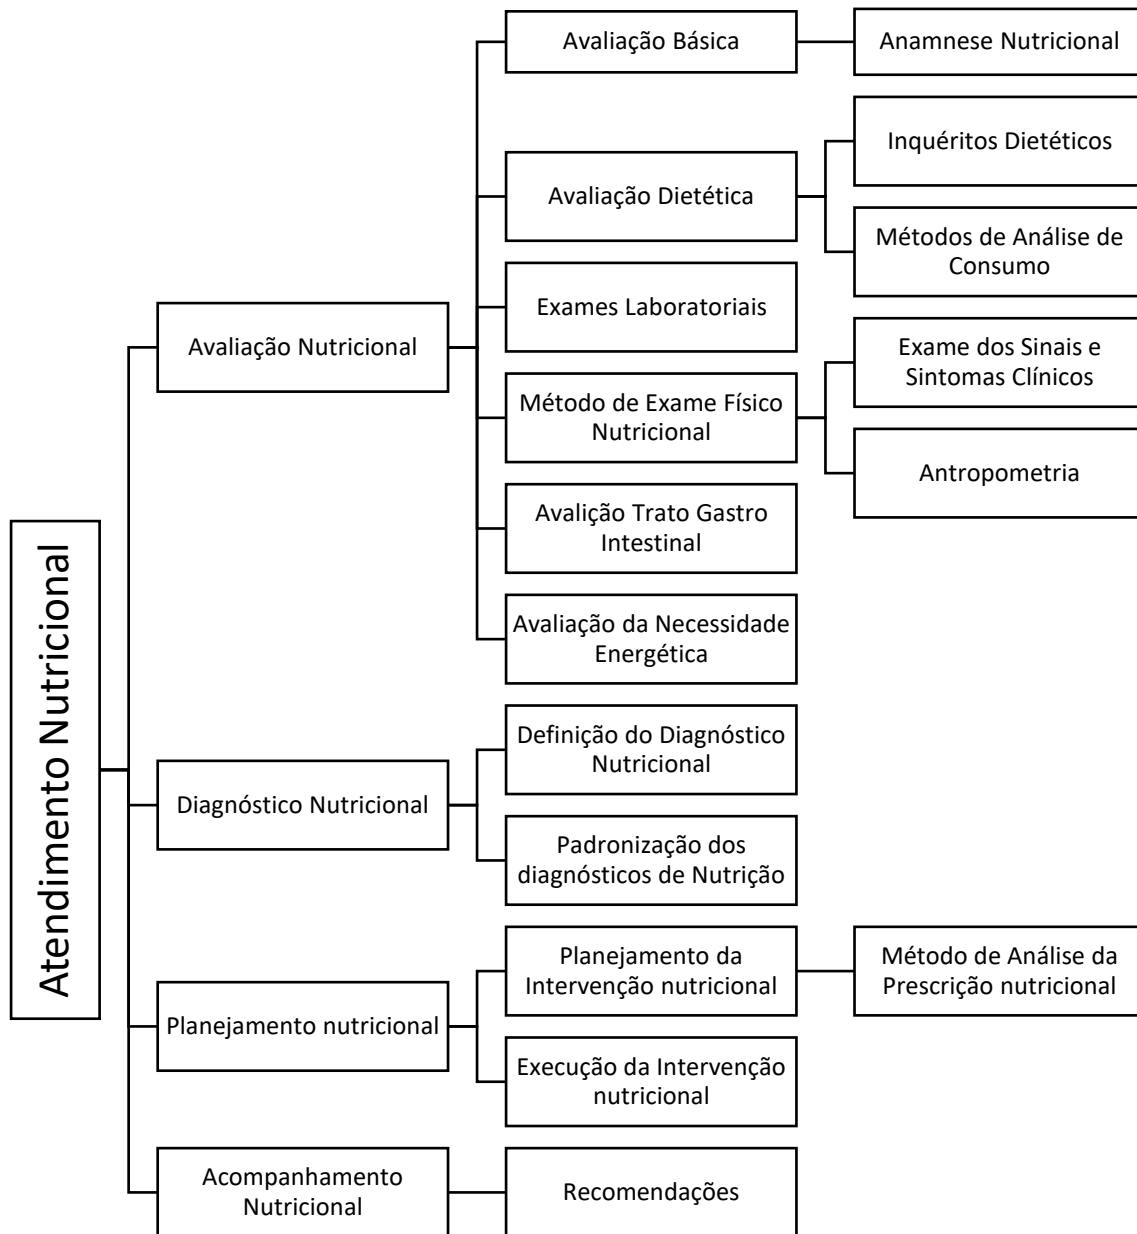 Atendimento Nutricional
Avaliação Nutricional
Avaliação Básica
Anamnese Nutricional
Avaliação Dietética
Inquéritos Dietéticos
Métodos de Análise de
Consumo
Exames Laboratoriais
Método de Exame Físico
Nutricional
Exame dos Sinais e
Sintomas Clínicos
Antropometria
Avalição Trato Gastro
Intestinal
Avaliação da Necessidade
Energética
Diagnóstico Nutricional
Definição do Diagnóstico
Nutricional
Padronização dos
diagnósticos de Nutrição
Planejamento nutricional
Planejamento da
Intervenção nutricional
Método de Análise da
Prescrição nutricional
Execução da Intervenção
nutricional
Acompanhamento
Nutricional
Recomendações